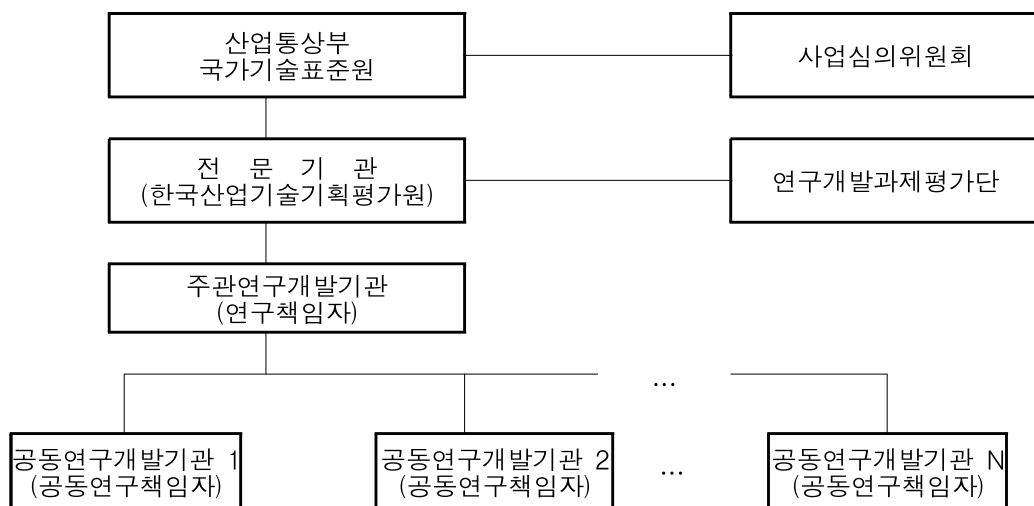 산업통상부
국가기술표준원
사업심의위원회
전 문 기 관
(한국산업기술기획평가원)
연구개발과제평가단
주관연구개발기관
(연구책임자)
...
공동연구개발기관 1
(공동연구책임자)
공동연구개발기관 2
(공동연구책임자)
...
공동연구개발기관 N
(공동연구책임자)